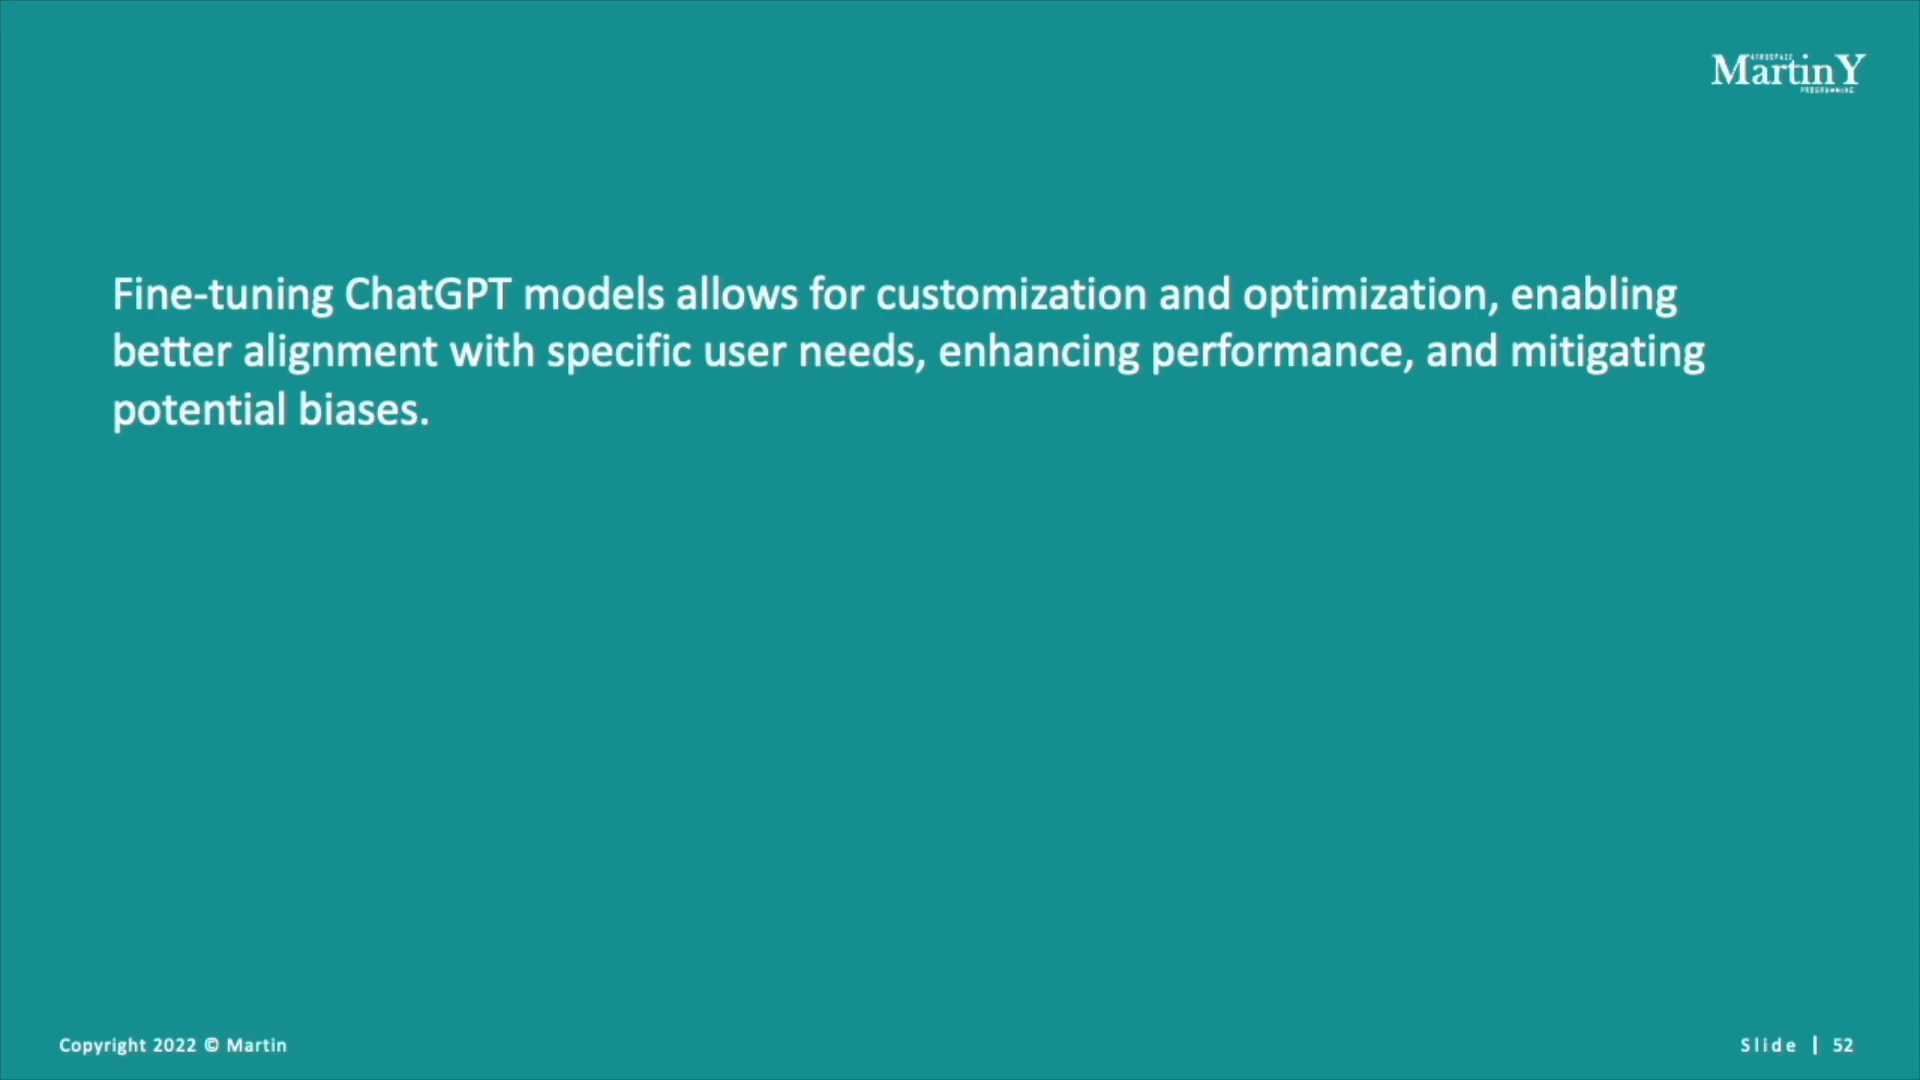 MartinY
PROGRAMMING
Fine-tuning ChatGPT models allows for customization and optimization, enabling
better alignment with specific user needs, enhancing performance, and mitigating
potential biases.
Copyright 2022 © Martin
Slide | 52